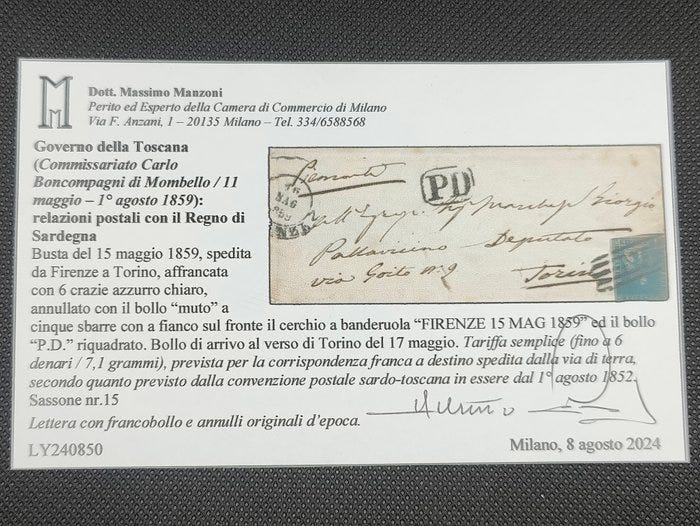 Dott. Massimo Manzoni
Perito ed Esperto della Camera di Commercio di Milano
Via F. Anzani, 1 – 20135 Milano – Tel. 334/6588568
Governo della Toscana
(Commissariato Carlo
Boncompagni di Mombello / 11
maggio – 1° agosto 1859):
relazioni postali con il Regno di
Sardegna
Busta del 15 maggio 1859, spedita
da Firenze a Torino, affrancata
con 6 crazie azzurro chiaro,
annullato con il bollo “muto” a
cinque sbarre con a fianco sul fronte il cerchio a banderuola “FIRENZE 15 MAG 1859” ed il bollo
“P.D.” riquadrato. Bollo di arrivo al verso di Torino del 17 maggio. Tariffa semplice (fino a 6
denari / 7,1 grammi), prevista per la corrispondenza franca a destino spedita dalla via di terra,
secondo quanto previsto dalla convenzione postale sardo-toscana in essere dal 1° agosto 1852.
Sassone nr.15
Lettera con francobollo e annulli originali d’epoca.
LY240850
Milano, 8 agosto 2024
Piemonte
PD
MAG
Giorgio
Pallavicino Deputato
via Goito n° 9 Torino